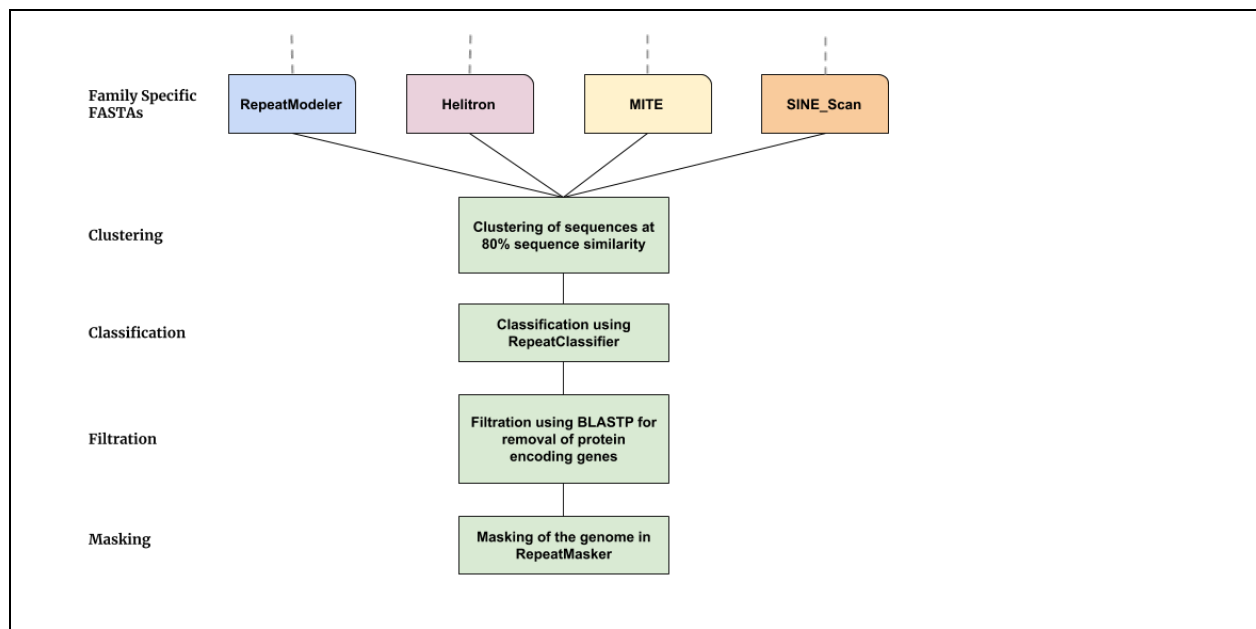 Family Specific
FASTAs
RepeatModeler
Helitron
MITE
SINE_Scan
Clustering
Clustering of sequences at
80% sequence similarity
Classification
Classification using
RepeatClassifier
Filtration
Filtration using BLASTP for
removal of protein
encoding genes
Masking
Masking of the genome in
RepeatMasker